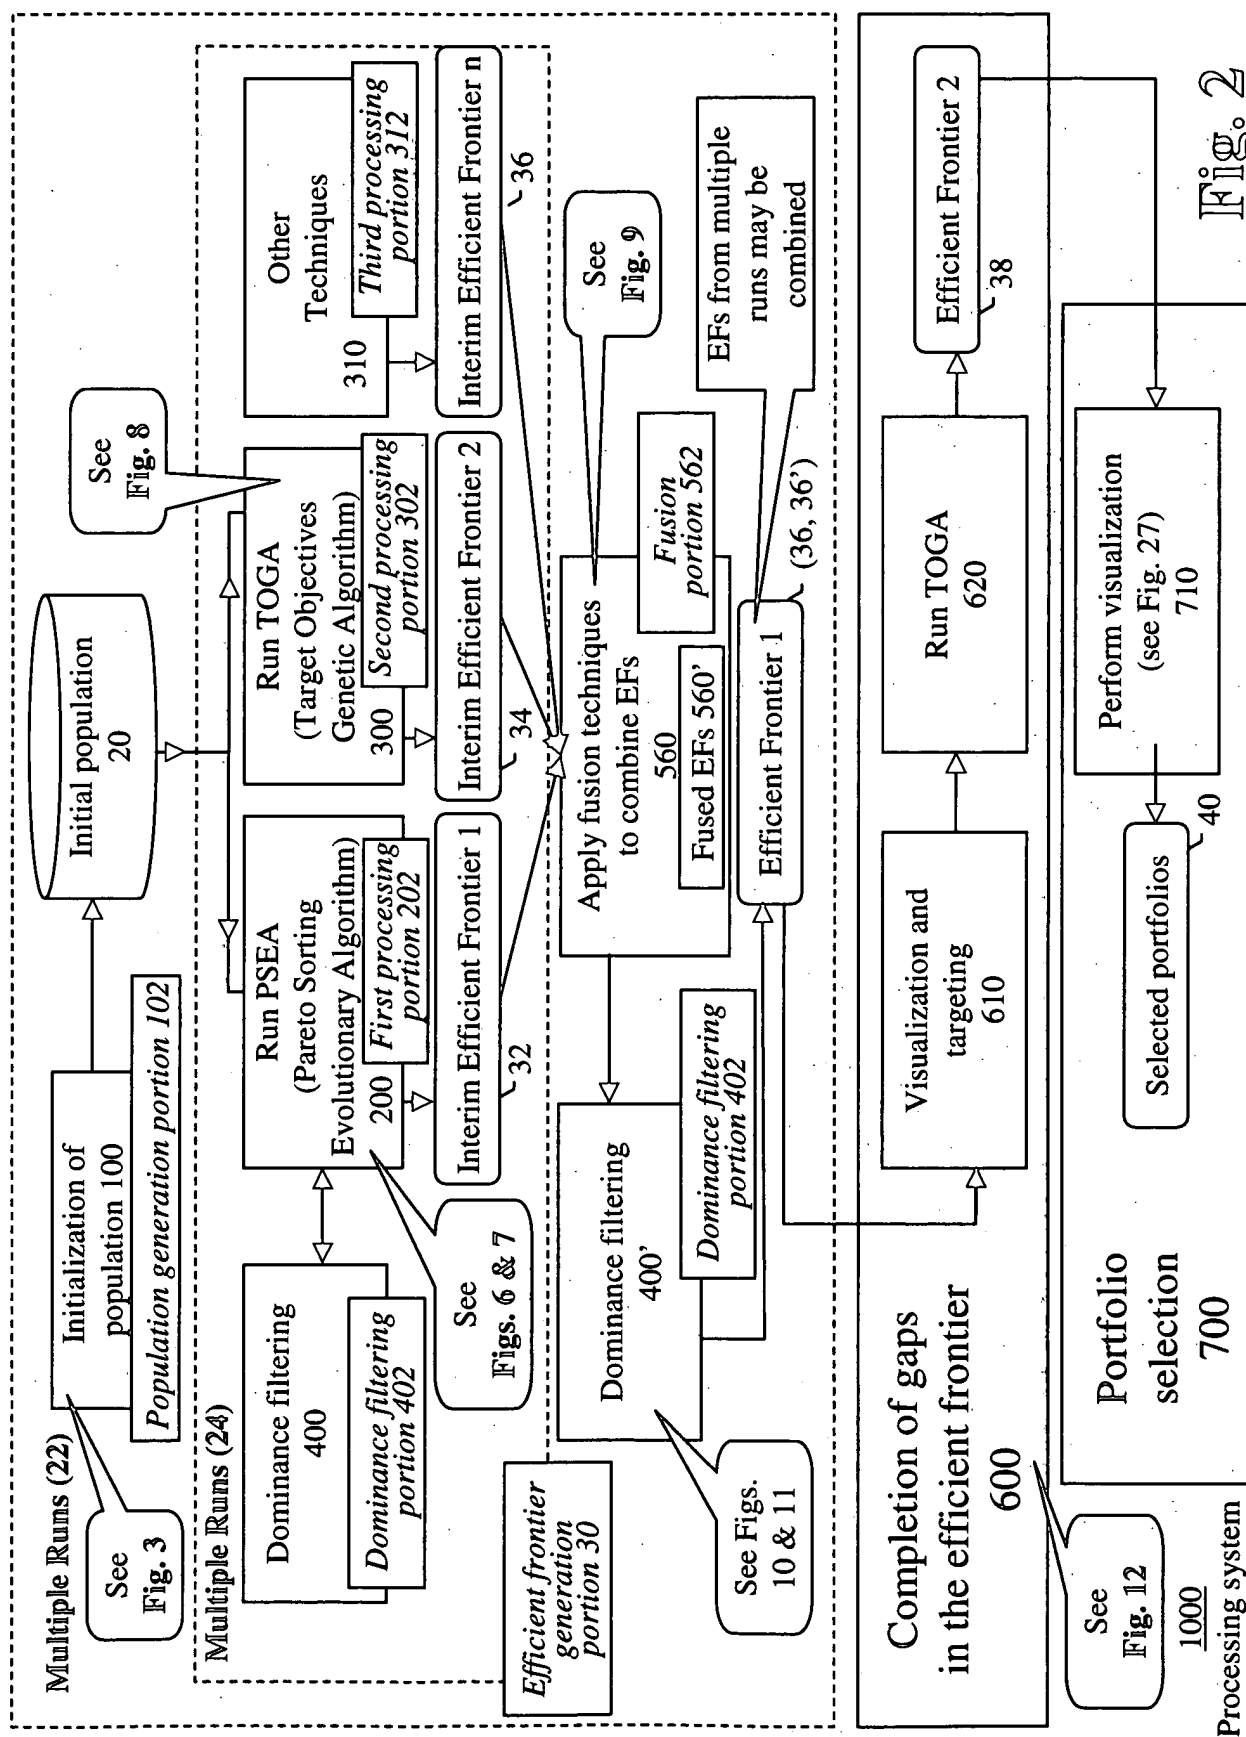 Multiple Runs (22)
See
Fig. 3
Initialization of
population 100
Population generation portion 102
Initial population
20
See
Fig. 8
Multiple Runs (24)
Dominance filtering
400
Dominance filtering
portion 402
Run PSEA
(Pareto Sorting
Evolutionary Algorithm)
200
First processing
portion 202
Run TOGA
(Target Objectives
Genetic Algorithm)
300
Second processing
portion 302
Other
Techniques
310
Third processing
portion 312
See
Figs. 6 & 7
Interim Efficient Frontier 1
32
Interim Efficient Frontier 2
34
Interim Efficient Frontier n
36
Efficient frontier
generation
portion 30
See Figs.
10 & 11
Dominance filtering
400’
Dominance filtering
portion 402
Apply fusion techniques
to combine EFs
560
Fused EFs 560’
Fusion
portion 562
See
Fig. 9
Efficient Frontier 1
(36, 36’)
EFs from multiple
runs may be
combined
Completion of gaps
in the efficient frontier
600
See
Fig. 12
Visualization and
targeting
610
Run TOGA
620
Efficient Frontier 2
38
Portfolio
selection
700
Selected portfolios
40
Perform visualization
(see Fig. 27)
710
1000
Processing system
Fig. 2